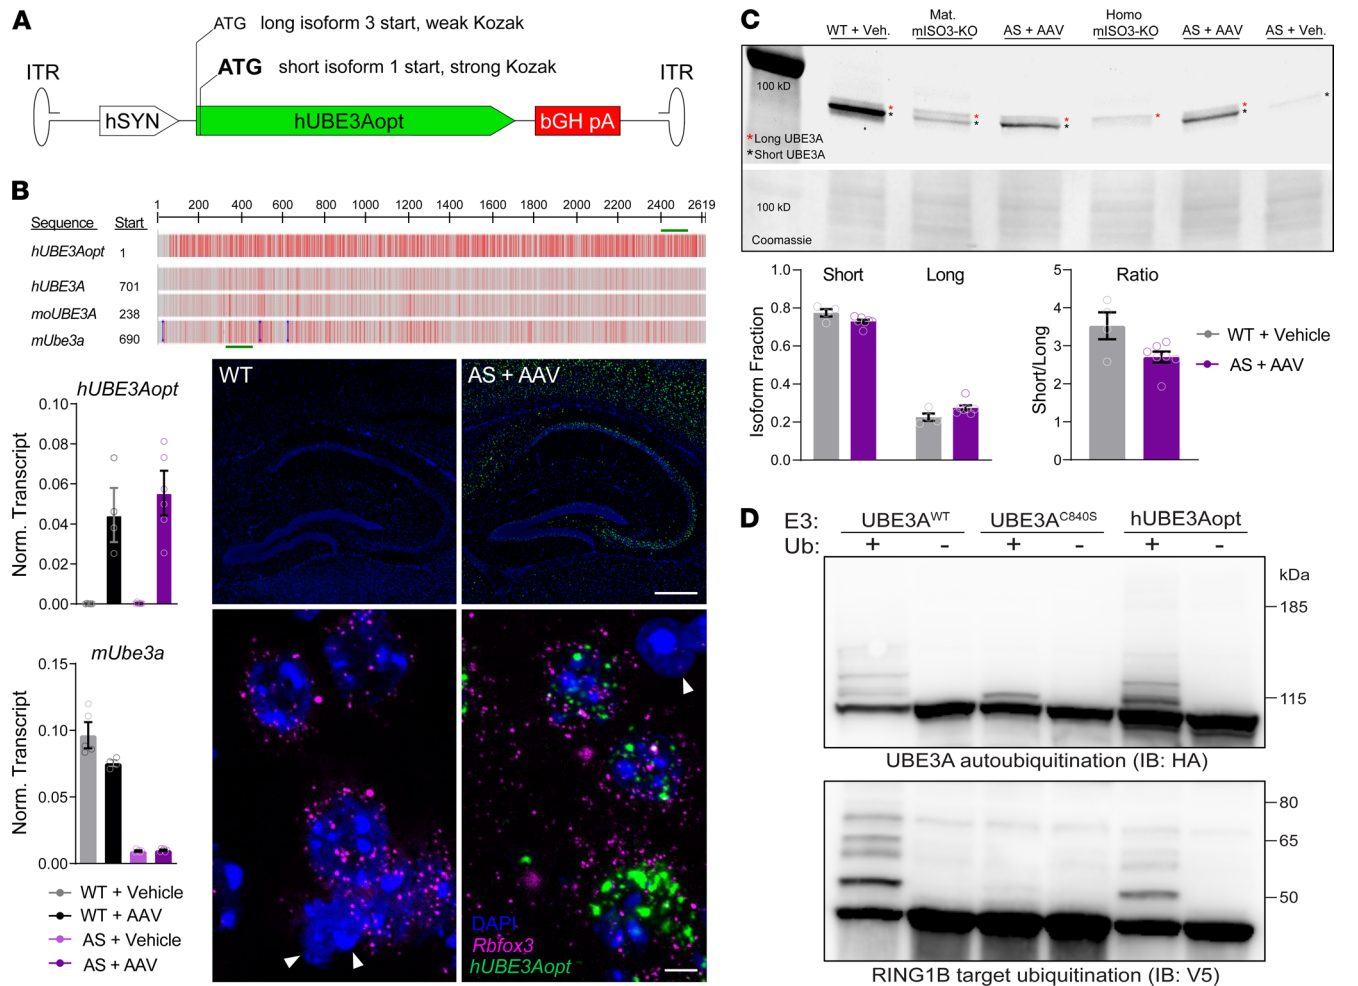 A
ATG long isoform 3 start, weak Kozak
ATG short isoform 1 start, strong Kozak
ITR
ITR
hSYN
hUBE3Aopt
bGH pA
B
1 200 400 600 800 1000 1200 1400 1600 1800 2000 2200 2400 2619
Sequence Start
hUBE3Aopt 1
hUBE3A 701
moUBE3A 238
mUbe3a 690
hUBE3Aopt
Norm. Transcript
0.10
0.08
0.06
0.04
0.02
0.00
mUbe3a
Norm. Transcript
0.15
0.10
0.05
0.00
WT + Vehicle
WT + AAV
AS + Vehicle
AS + AAV
WT
AS + AAV
DAPI
Rbfox3
hUBE3Aopt
C
WT + Veh.
Mat.
mISO3-KO
AS + AAV
Homo
mISO3-KO
AS + AAV
AS + Veh.
100 kD
*Long UBE3A
*Short UBE3A
100 kD
Coomassie
Isoform Fraction
1.0
0.8
0.6
0.4
0.2
0.0
Short
Long
Short/Long
5
4
3
2
1
0
Ratio
WT + Vehicle
AS + AAV
D
E3: UBE3AWT UBE3AC840S hUBE3Aopt
Ub: + - + - + -
kDa
185
115
UBE3A autoubiquitination (IB: HA)
80
65
50
RING1B target ubiquitination (IB: V5)